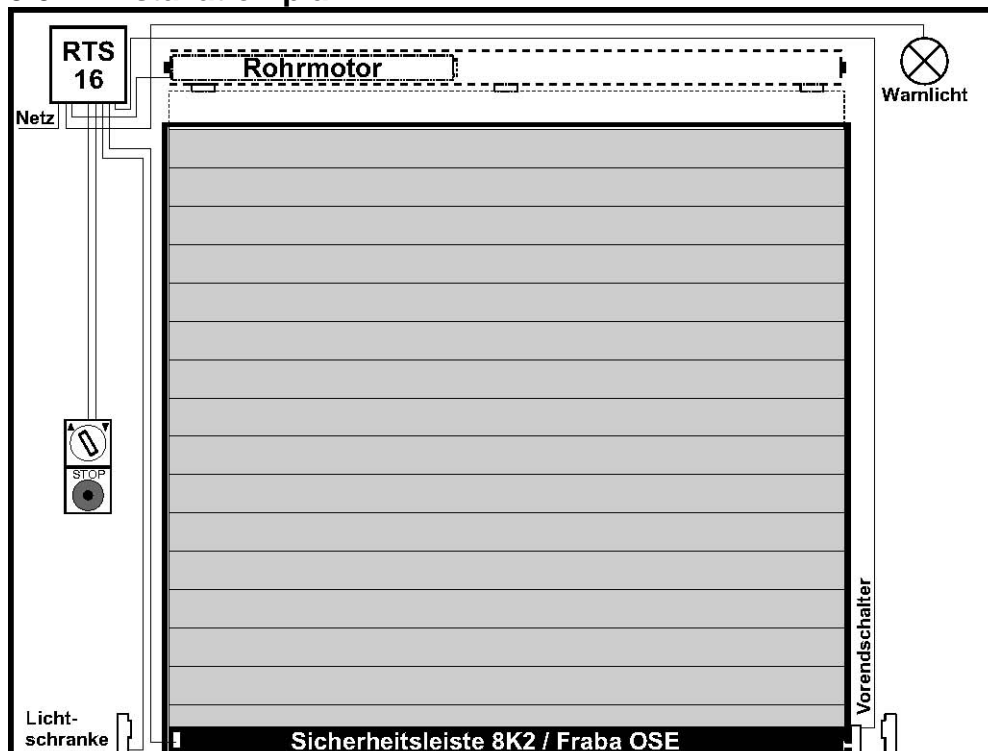 RTS
16
Rohrmotor
Warnlicht
Netz
STOP
Vorendschalter
Licht-
schranke
Sicherheitsleiste 8K2 / Fraba OSE